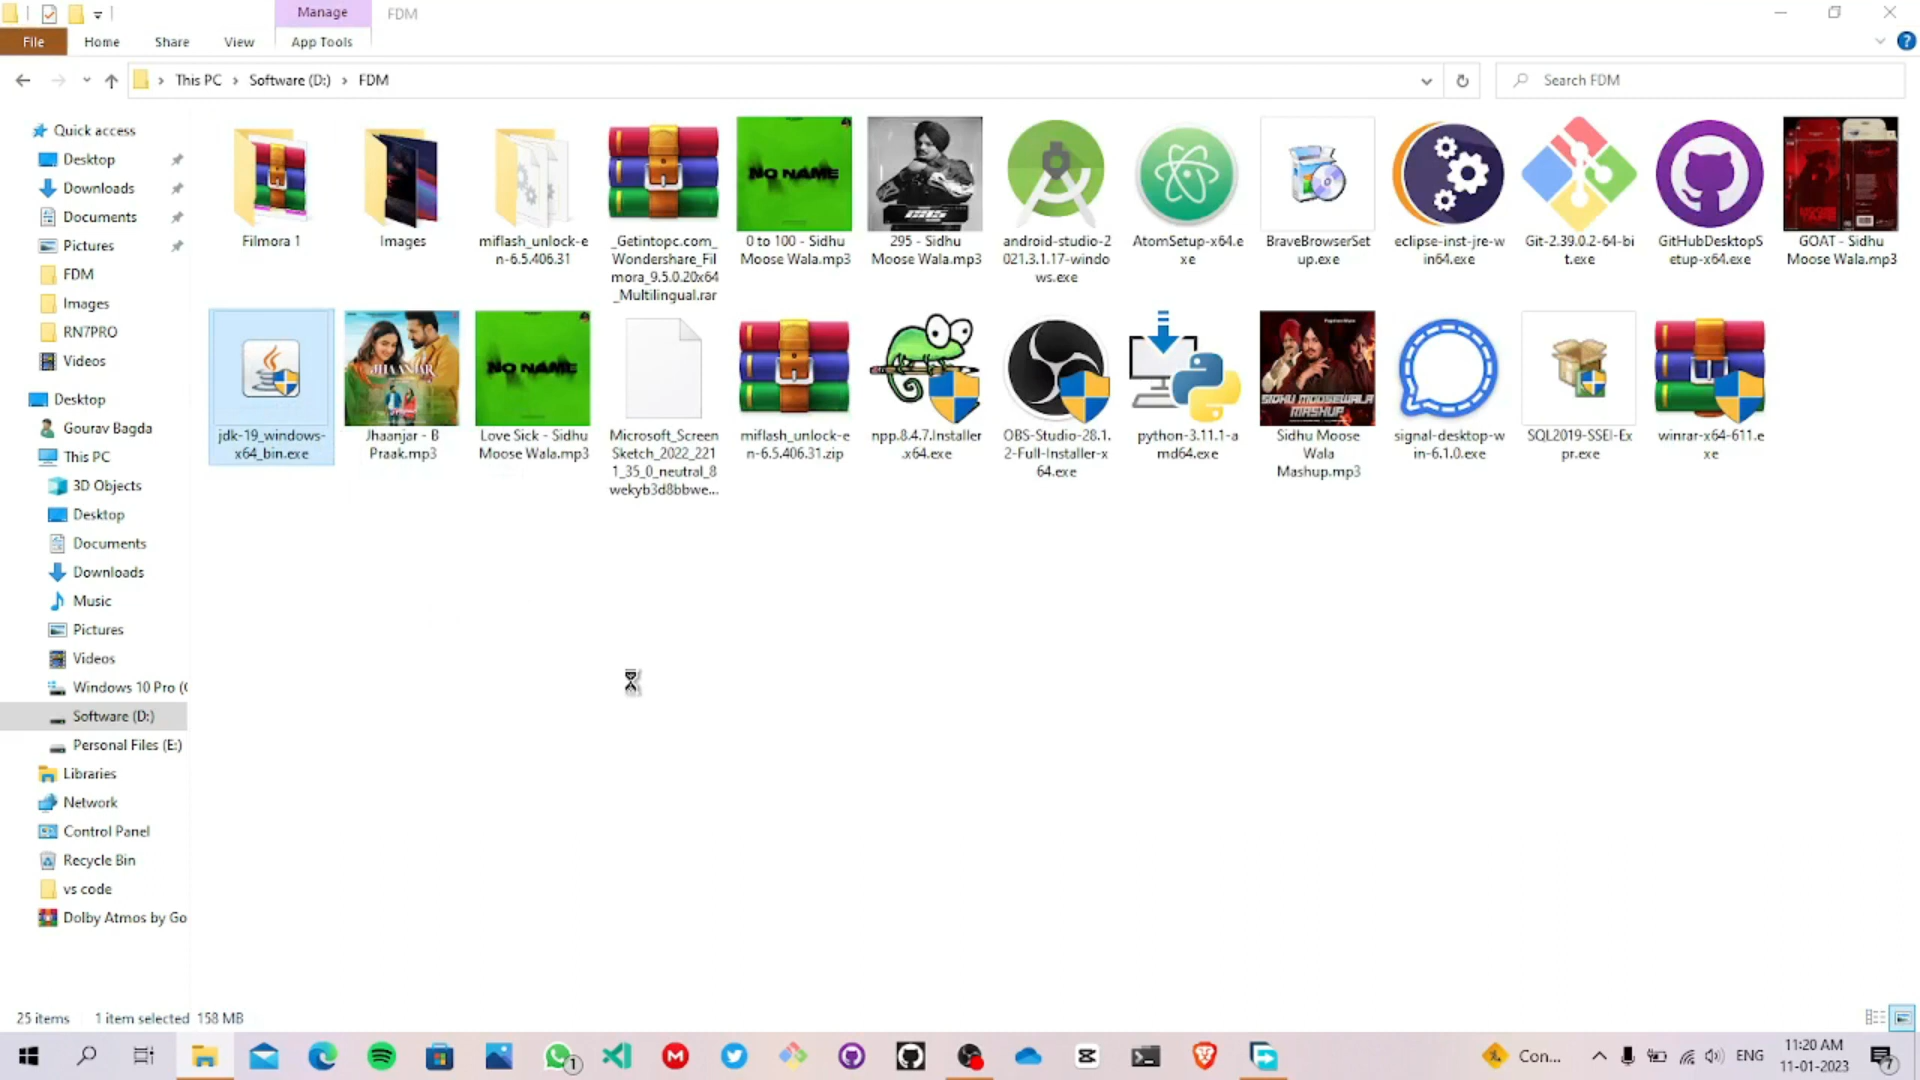 Manage
FDM
File
Home
Share
View
App Tools
This PC
Software (D:)
FDM
Search FDM
Quick access
Desktop
Downloads
Documents
Pictures
FDM
Images
RN7PRO
Videos
Desktop
Gourav Bagda
This PC
3D Objects
Desktop
Documents
Downloads
Music
Pictures
Videos
Windows 10 Pro (C
Software (D:)
Personal Files (E:)
Libraries
Network
Control Panel
Recycle Bin
vs code
Dolby Atmos by Go
Filmora 1
Images
miflash_unlock-e
n-6.5.406.31
_Getintopc.com_
Wondershare_Fil
mora_9.5.0.20x64
_Multilingual.rar
NO NAME
0 to 100 - Sidhu
Moose Wala.mp3
295 - Sidhu
Moose Wala.mp3
android-studio-2
021.3.1.17-windo
ws.exe
AtomSetup-x64.e
xe
BraveBrowserSet
up.exe
eclipse-inst-jre-w
in64.exe
Git-2.39.0.2-64-bi
t.exe
GitHubDesktopS
etup-x64.exe
GOAT - Sidhu
Moose Wala.mp3
jdk-19_windows-
x64_bin.exe
JHAANJAR
Jhaanjar - B
Praak.mp3
NO NAME
Love Sick - Sidhu
Moose Wala.mp3
Microsoft_Screen
Sketch_2022_221
1_35_0_neutral_8
wekyb3d8bbwe...
miflash_unlock-e
n-6.5.406.31.zip
npp.8.4.7.Installer
.x64.exe
OBS-Studio-28.1.
2-Full-Installer-x
64.exe
python-3.11.1-a
md64.exe
SIDHU MOOSEWALA
MASHUP
Sidhu Moose
Wala
Mashup.mp3
signal-desktop-w
in-6.1.0.exe
SQL2019-SSEI-Ex
pr.exe
winrar-x64-611.e
xe
25 items
1 item selected 158 MB
1
Con...
ENG
11:20 AM
11-01-2023
7